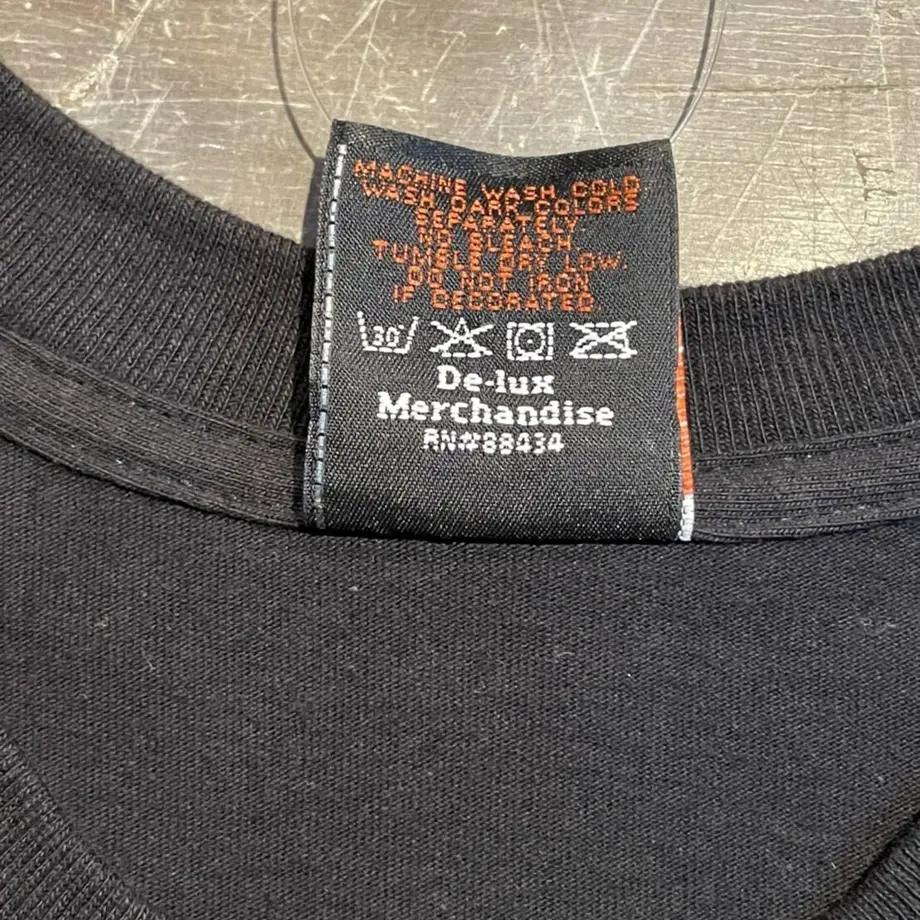 MACHINE WASH COLD
WASH DARK COLORS
SEPARATELY
NO BLEACH.
TUMBLE DRY LOW.
DO NOT IRON
IF DECORATED
30°
De-lux
Merchandise
RN#88434